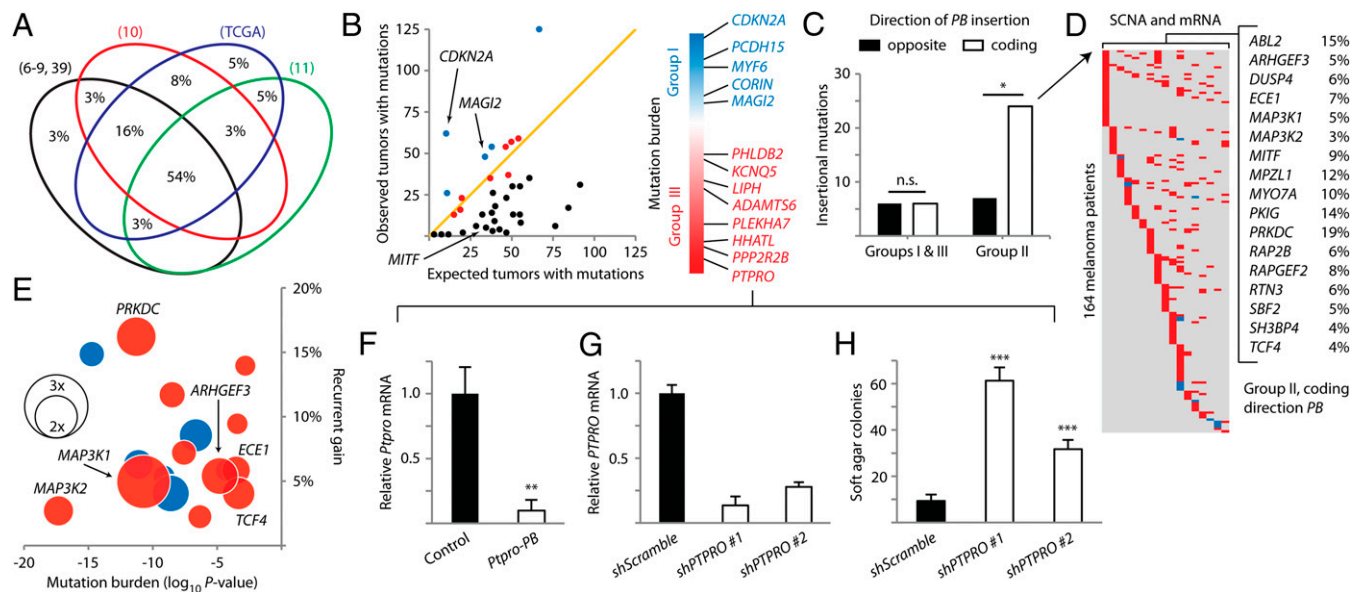 A
(6-9, 39)
(10)
(TCGA)
(11)
3%
3%
8%
5%
5%
16%
3%
54%
3%
B
Observed tumors with mutations
125
100
75
50
25
0
0
25
50
75
100
125
Expected tumors with mutations
CDKN2A
MAGI2
MITF
Mutation burden
Group I
Group III
CDKN2A
PCDH15
MYF6
CORIN
MAGI2
PHLDB2
KCNQ5
LIPH
ADAMTS6
PLEKHA7
HHATL
PPP2R2B
PTPRO
C
Direction of PB insertion
opposite
coding
Insertional mutations
30
20
10
0
n.s.
*
Groups I & III
Group II
D
SCNA and mRNA
164 melanoma patients
ABL2 15%
ARHGEF3 5%
DUSP4 6%
ECE1 7%
MAP3K1 5%
MAP3K2 3%
MITF 9%
MPZL1 12%
MYO7A 10%
PKIG 14%
PRKDC 19%
RAP2B 6%
RAPGEF2 8%
RTN3 6%
SBF2 5%
SH3BP4 4%
TCF4 4%
Group II, coding
direction PB
E
PRKDC
ARHGEF3
MAP3K1
ECE1
MAP3K2
TCF4
3x
2x
20%
15%
10%
5%
Recurrent gain
-20
-15
-10
-5
0
Mutation burden (log10 P-value)
F
Relative Ptpro mRNA
1.0
0.5
**
Control
Ptpro-PB
G
Relative PTPRO mRNA
1.0
0.5
shScramble
shPTPRO #1
shPTPRO #2
H
Soft agar colonies
60
40
20
***
***
shScramble
shPTPRO #1
shPTPRO #2